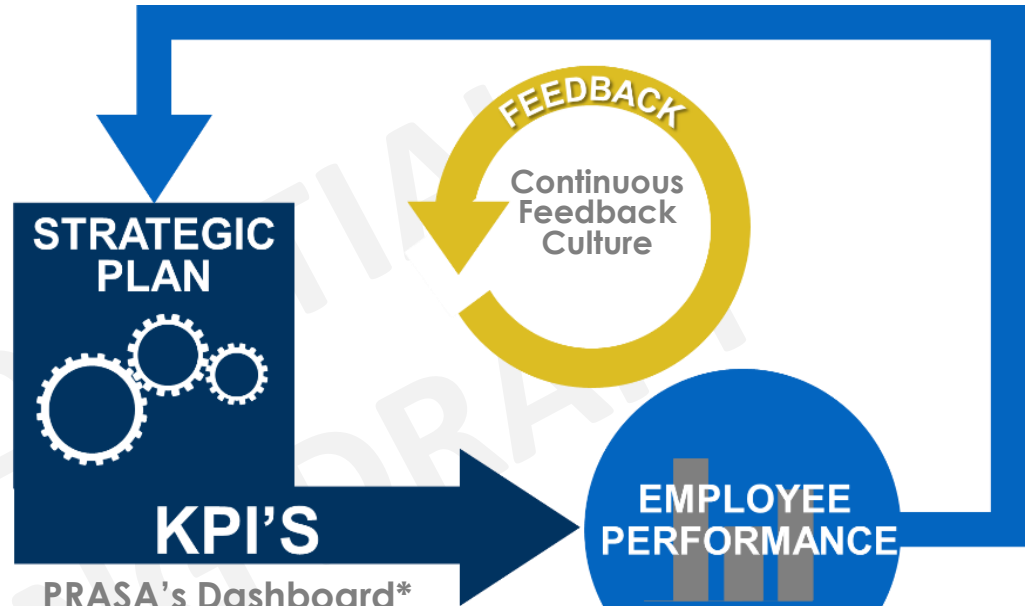 FEEDBACK
Continuous
Feedback
Culture
STRATEGIC
PLAN
EMPLOYEE
PERFORMANCE
KPI'S
PRASA's Dashboard*